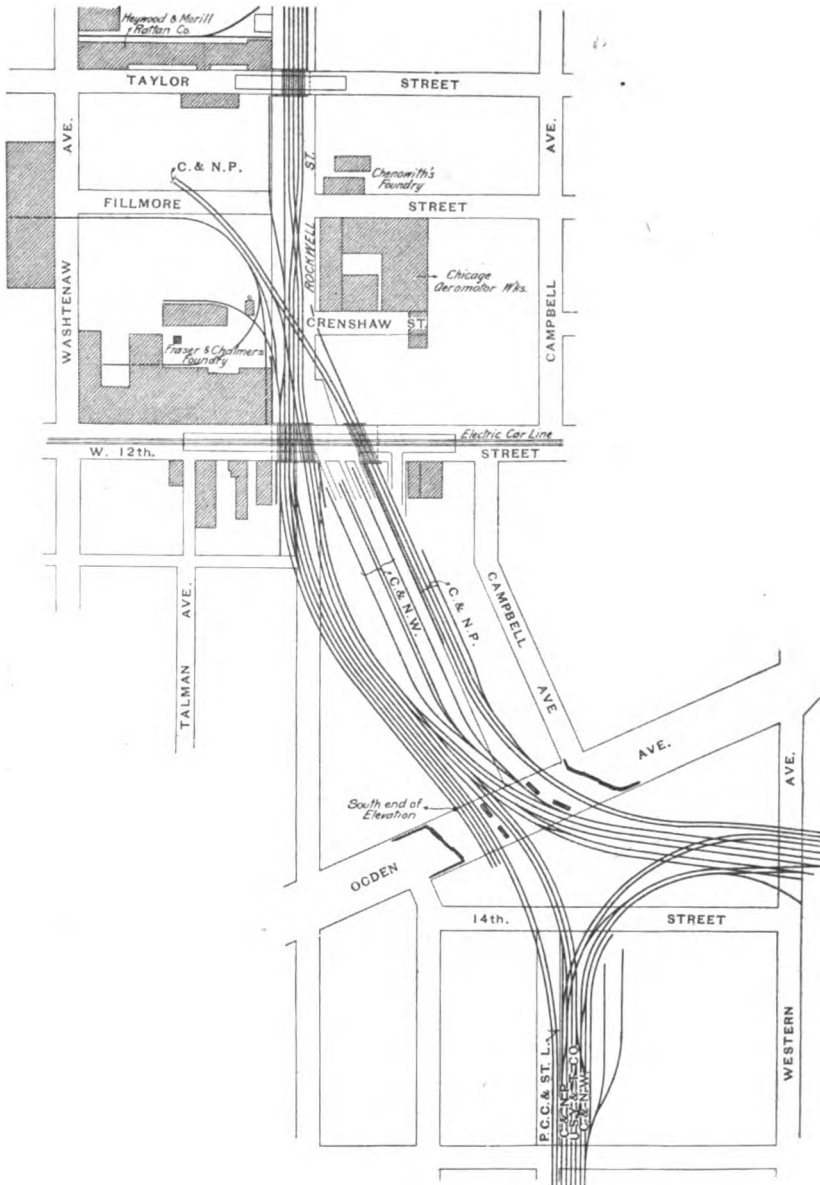 Heywood & Morill
Rattan Co.
TAYLOR STREET
AVE.
AVE.
C. & N.P.
ST.
Chenowith's
Foundry
FILLMORE STREET
ROCKWELL
Chicago
Aeromotor Wks.
WASHTENAW
CRENSHAW ST.
CAMPBELL
Fraser & Chalmers
Foundry
Electric Car Line
W. 12th. STREET
C. & N.W.
C. & N.P.
CAMPBELL
AVE
AVE.
TALMAN
AVE.
AVE.
South end of
Elevation
OGDEN
14th. STREET
WESTERN
P.C.C. & ST. L.
C. & N.P.
U.S.Y. & T. CO.
C. & N.W.